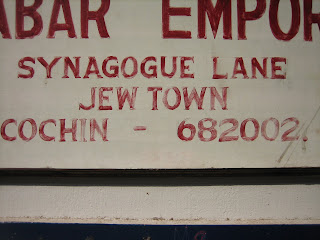 ABAR EMPOR
SYNAGOGUE LANE
JEW TOWN
COCHIN - 682002.